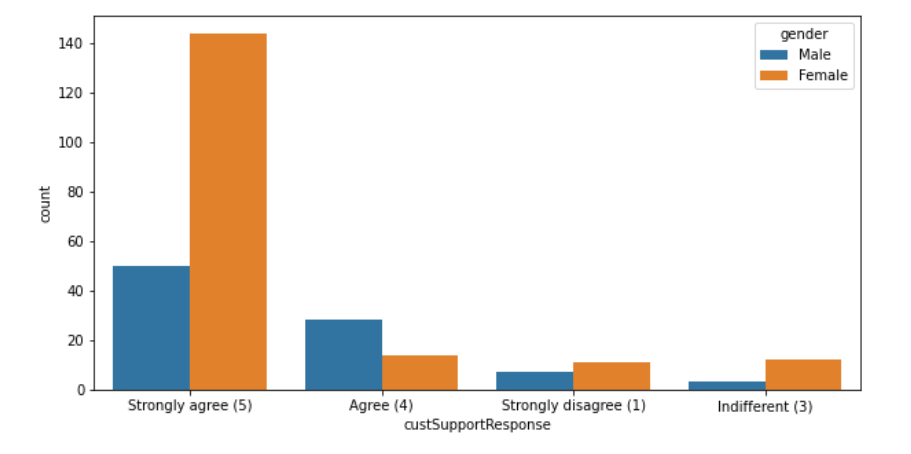 140
120
100
80
60
40
20
0
count
gender
Male
Female
Strongly agree (5)
Agree (4)
Strongly disagree (1)
Indifferent (3)
custSupportResponse